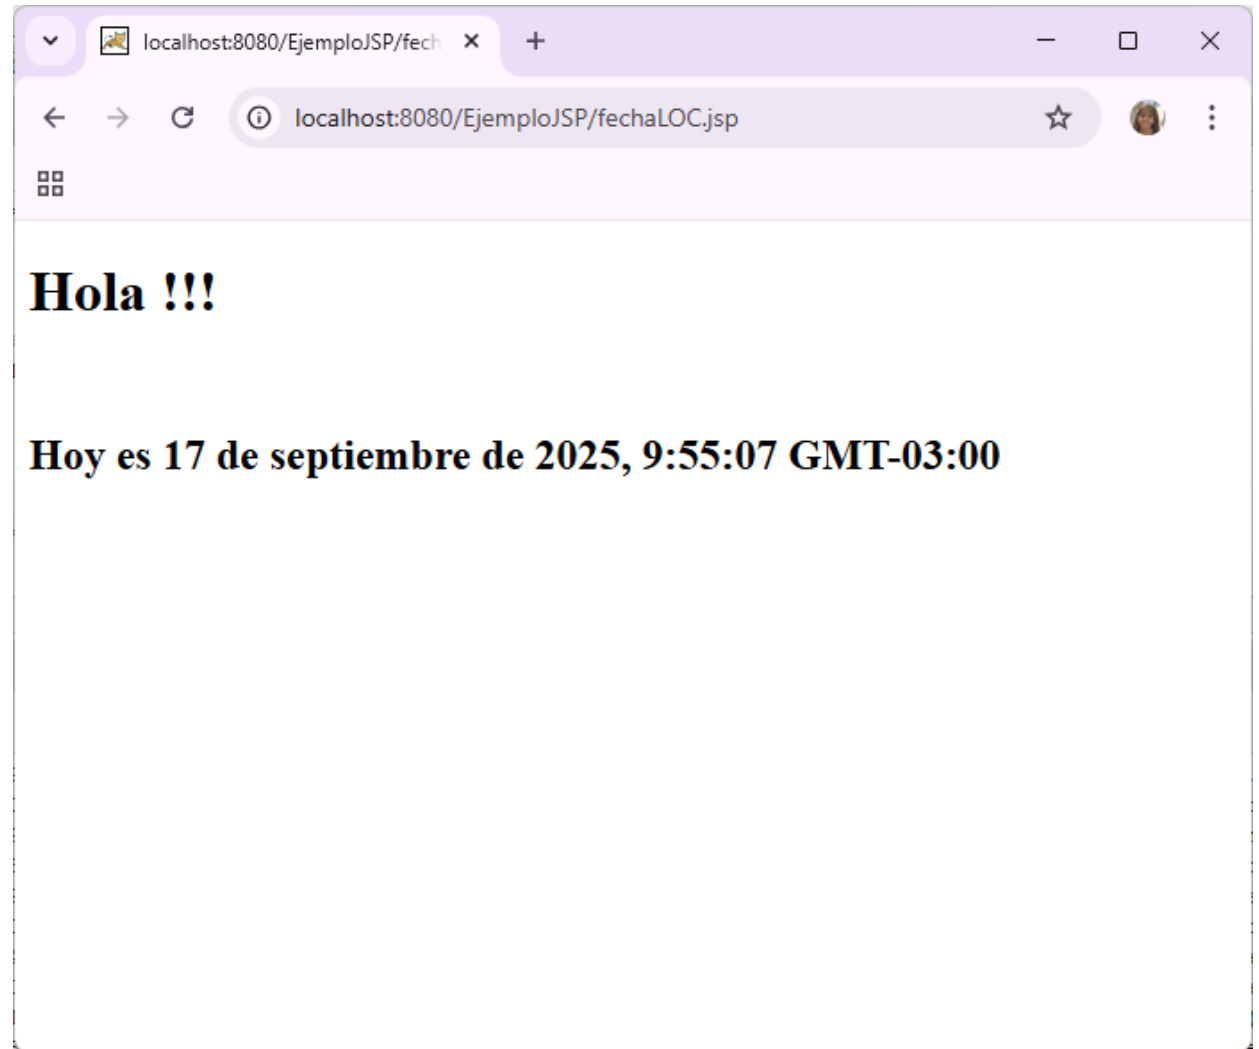 localhost:8080/EjemploJSP/fech
localhost:8080/EjemploJSP/fechaLOC.jsp
Hola !!!
Hoy es 17 de septiembre de 2025, 9:55:07 GMT-03:00